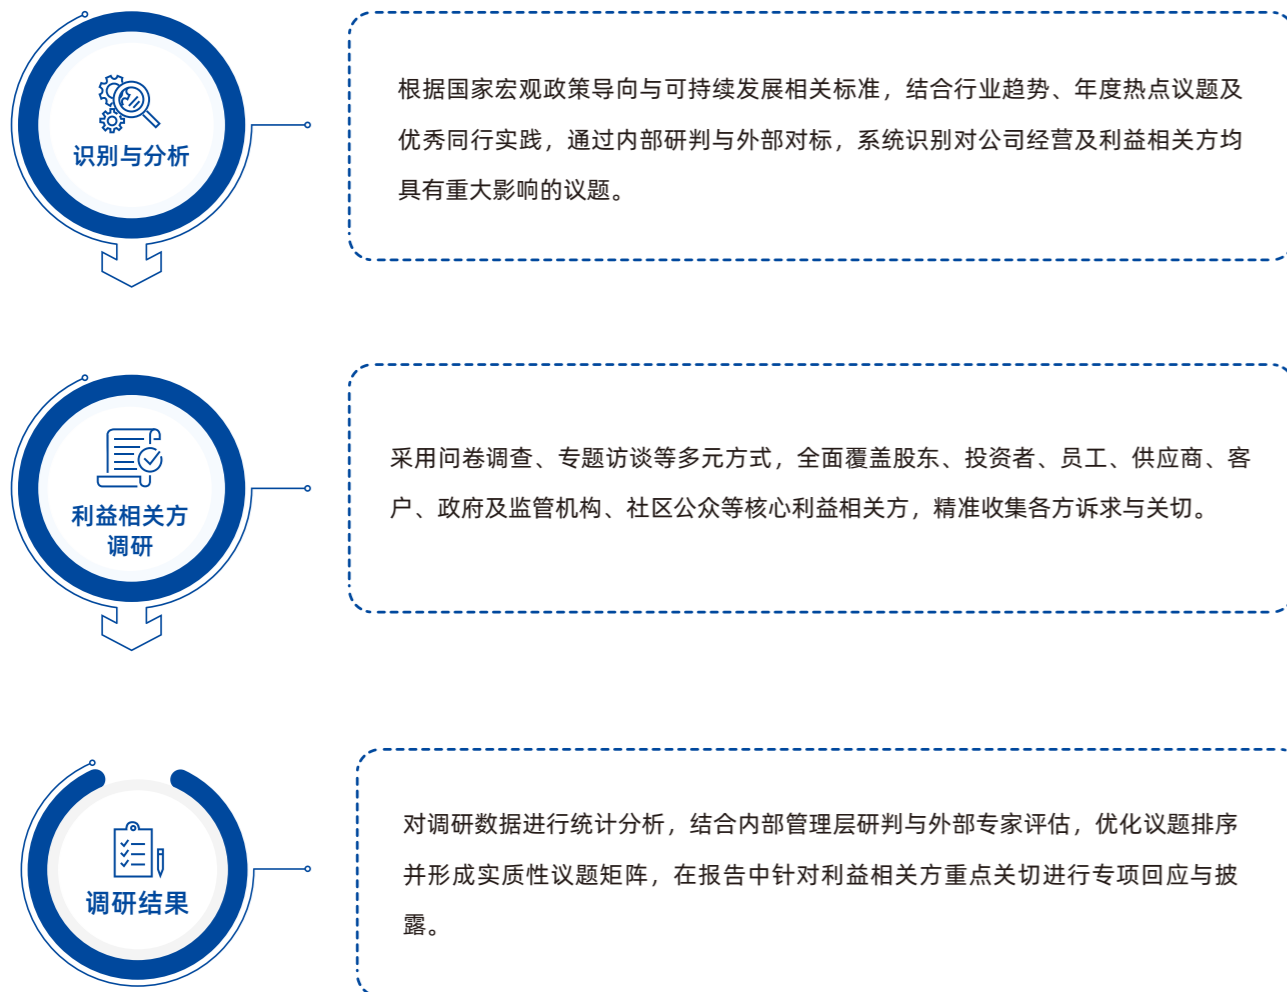 识别与分析
根据国家宏观政策导向与可持续发展相关标准，结合行业趋势、年度热点议题及
优秀同行实践，通过内部研判与外部对标，系统识别对公司经营及利益相关方均
具有重大影响的议题。
利益相关方
调研
采用问卷调查、专题访谈等多元方式，全面覆盖股东、投资者、员工、供应商、客
户、政府及监管机构、社区公众等核心利益相关方，精准收集各方诉求与关切。
调研结果
对调研数据进行统计分析，结合内部管理层研判与外部专家评估，优化议题排序
并形成实质性议题矩阵，在报告中针对利益相关方重点关切进行专项回应与披
露。